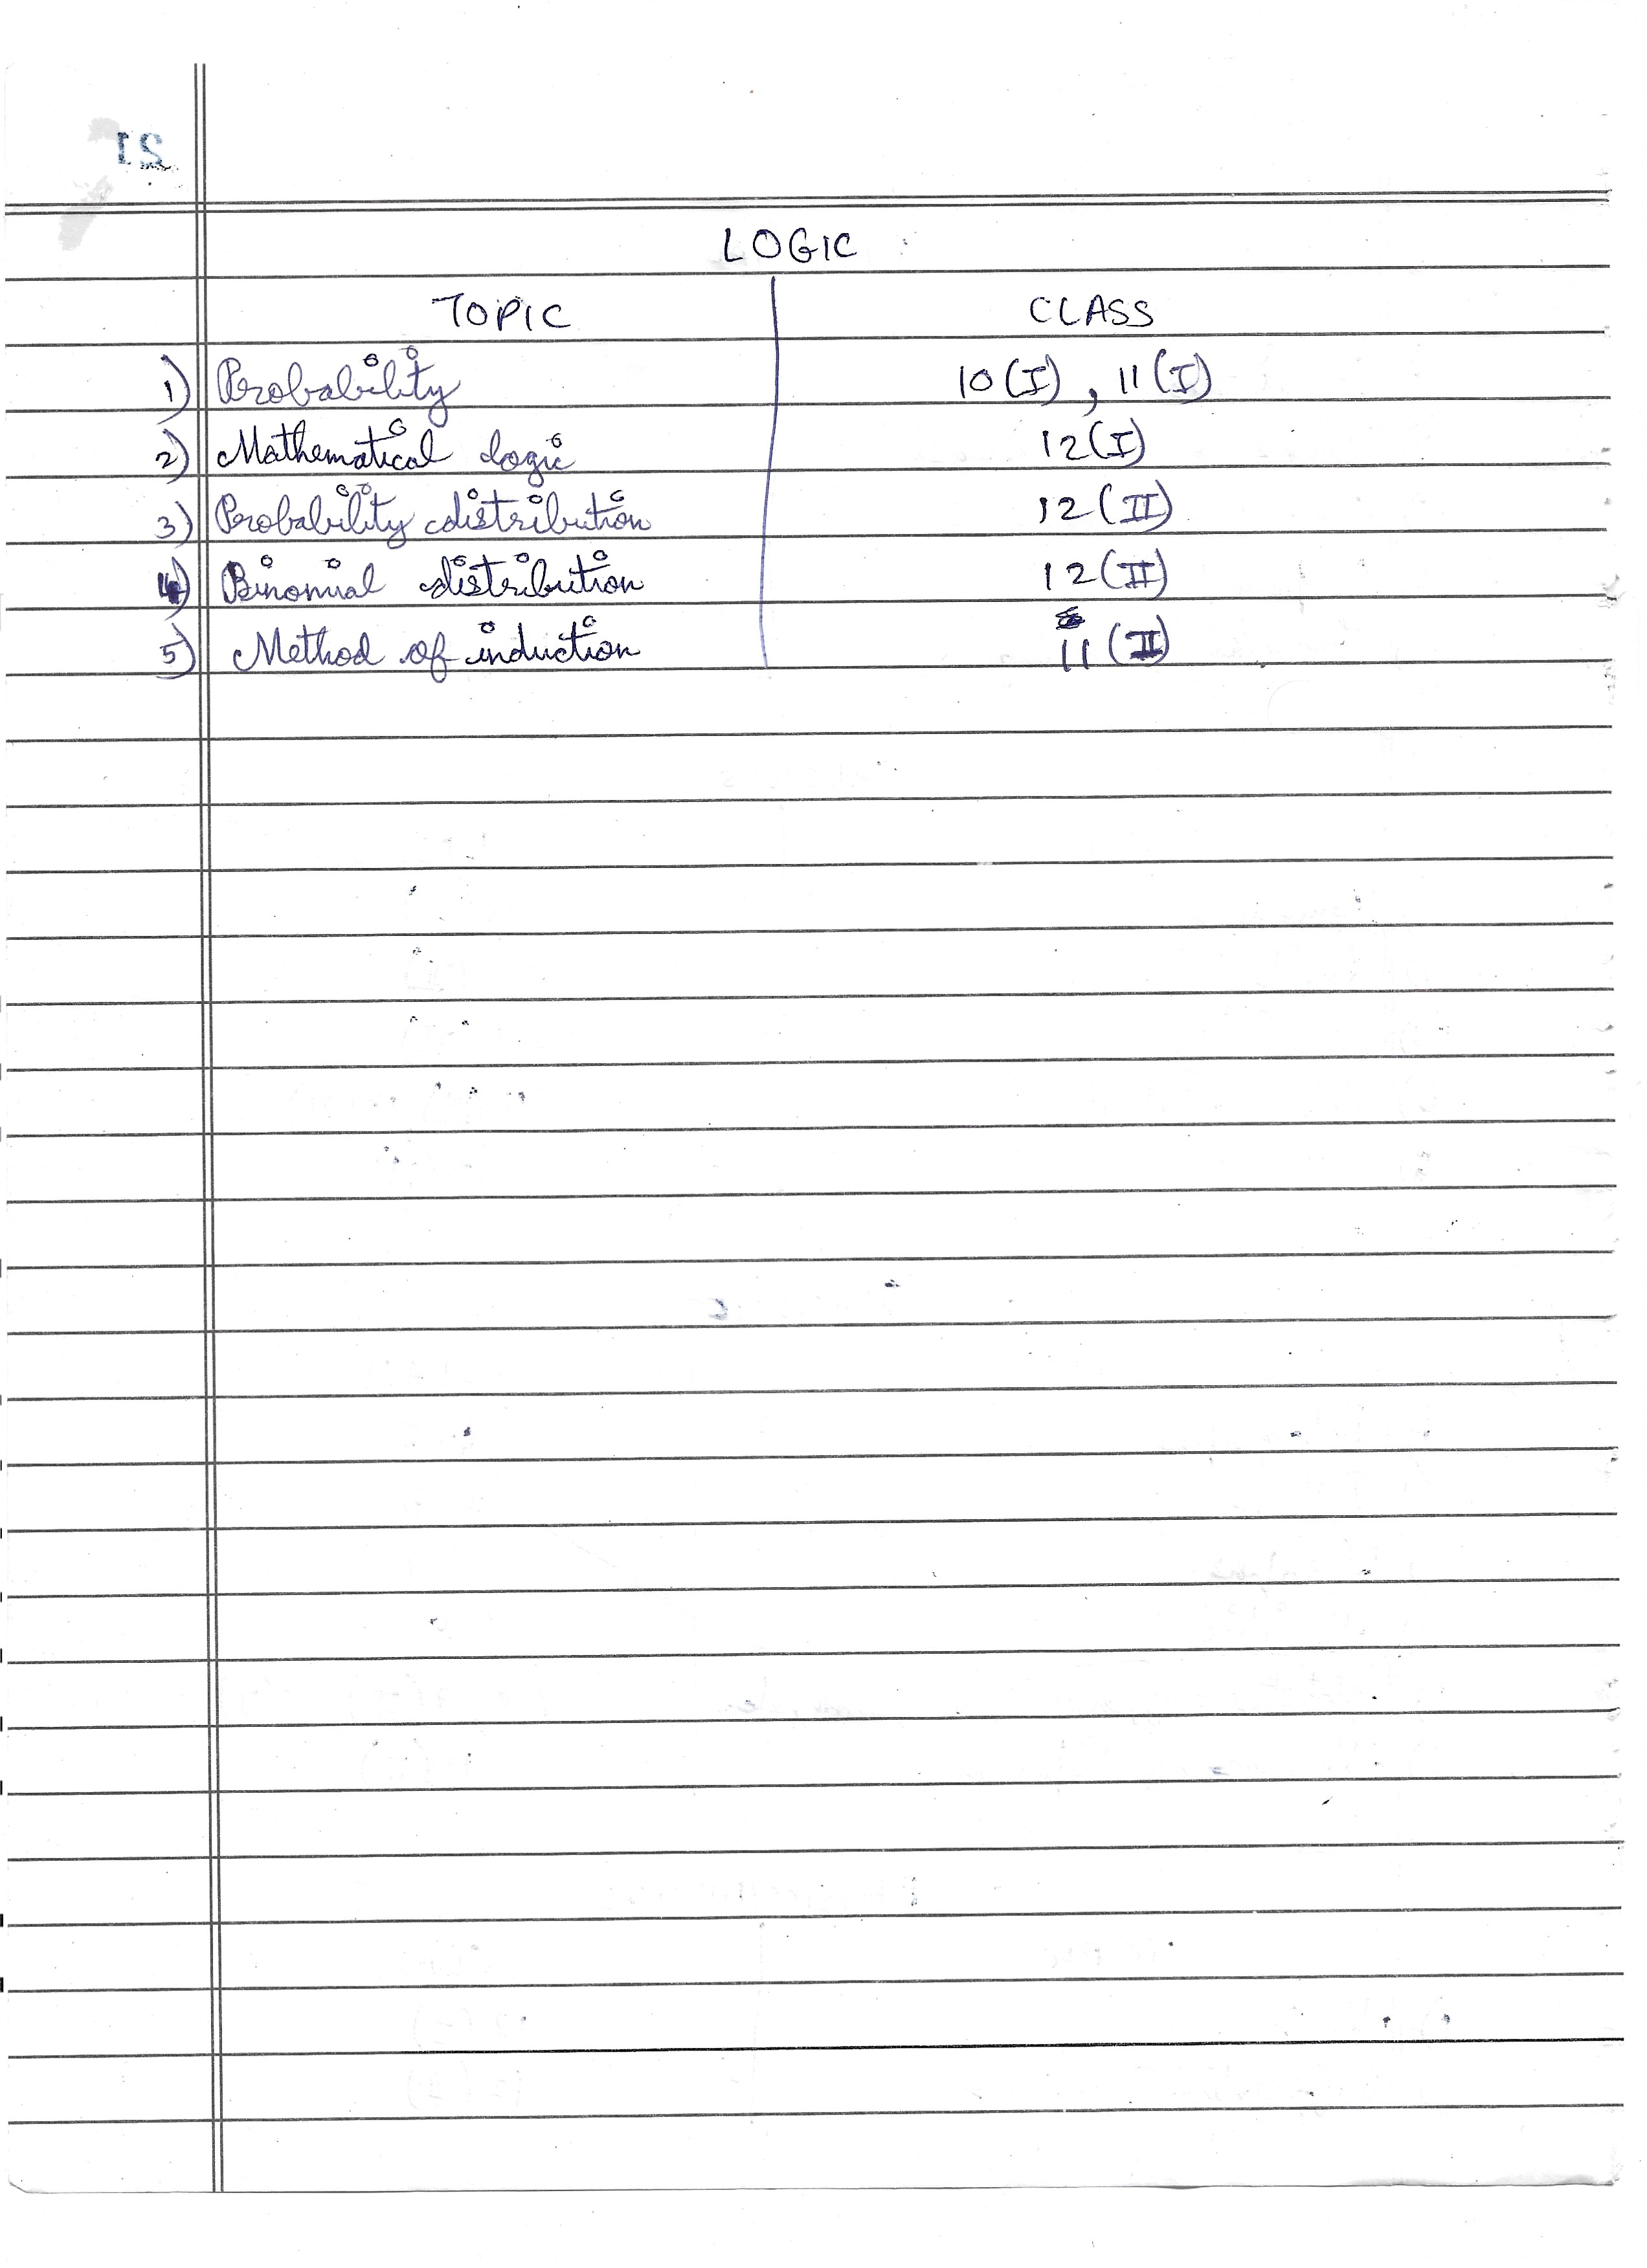 LOGIC
TOPIC CLASS
1) Probability 10(I), 11(I)
2) Mathematical logic 12(I)
3) Probability distribution 12(II)
4) Binomial distribution 12(II)
5) Method of induction 11(II)